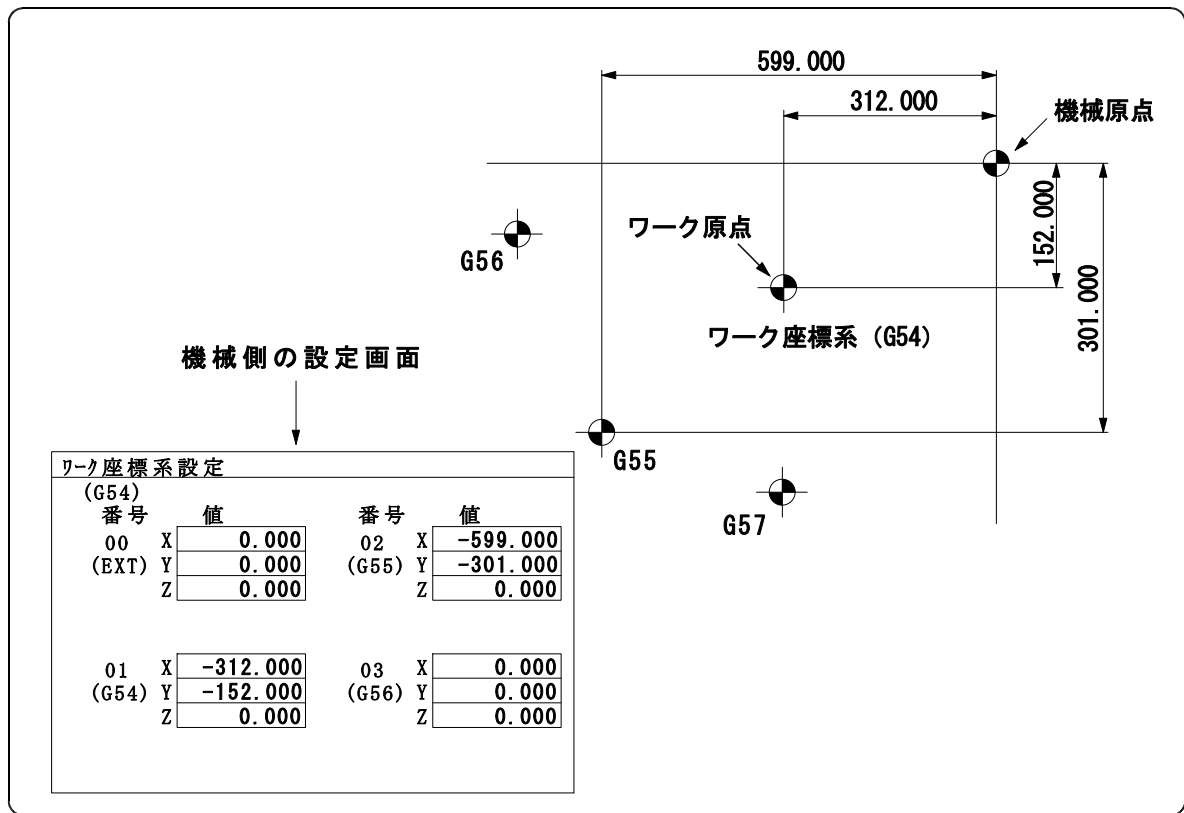 599.000
312.000
機械原点
152.000
301.000
ワーク原点
G56
ワーク座標系 (G54)
機械側の設定画面
G55
G57
ワーク座標系設定
(G54)
番号 値 番号 値
00 X 0.000 02 X -599.000
(EXT) Y 0.000 (G55) Y -301.000
Z 0.000 Z 0.000
01 X -312.000 03 X 0.000
(G54) Y -152.000 (G56) Y 0.000
Z 0.000 Z 0.000